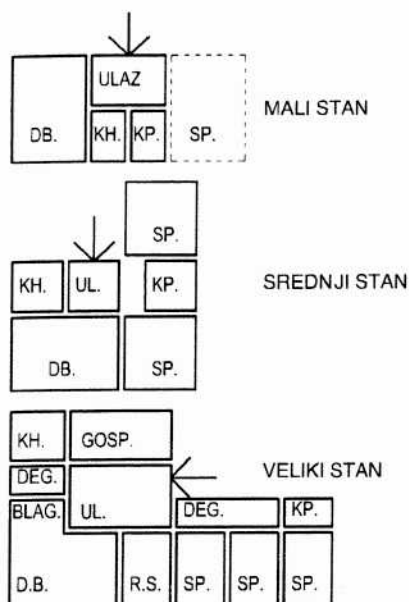 ULAZ
DB. KH. KP. SP.
MALI STAN
SP.
KH. UL. KP.
SREDNJI STAN
DB. SP.
KH. GOSP.
DEG. VELIKI STAN
BLAG. UL. DEG. KP.
D.B. R.S. SP. SP. SP.